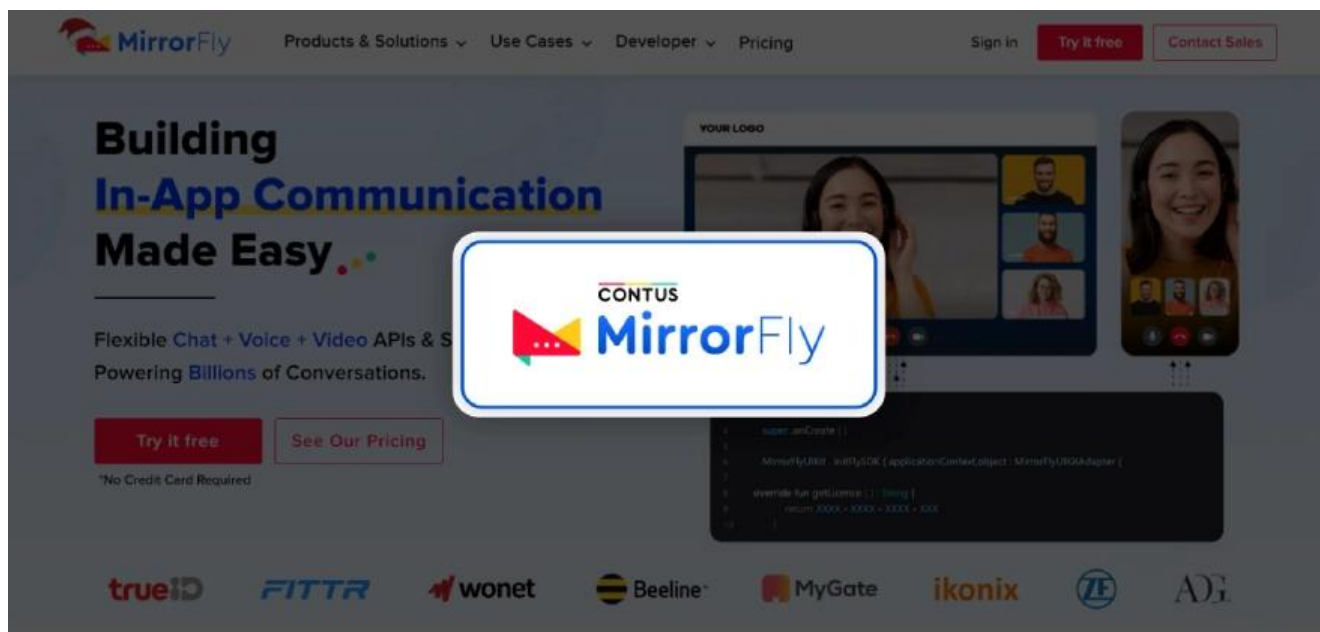 MirrorFly Products & Solutions Use Cases Developer Pricing Sign in Try it free Contact Sales
Building
In-App Communication
Made Easy
Flexible Chat + Voice + Video APIs & S
Powering Billions of Conversations.
Try it free See Our Pricing
*No Credit Card Required
YOUR LOGO
CONTUS
MirrorFly
super.onCreate ( )
MirrorFlyUIKit . initFlySDK { applicationContext,object : MirrorFlyUIKitAdapter {
override fun getLicence ( ) : String {
return XXXX - XXXX - XXXX - XXX
}
trueID FITTR wonet Beeline MyGate ikonix ZF ADG